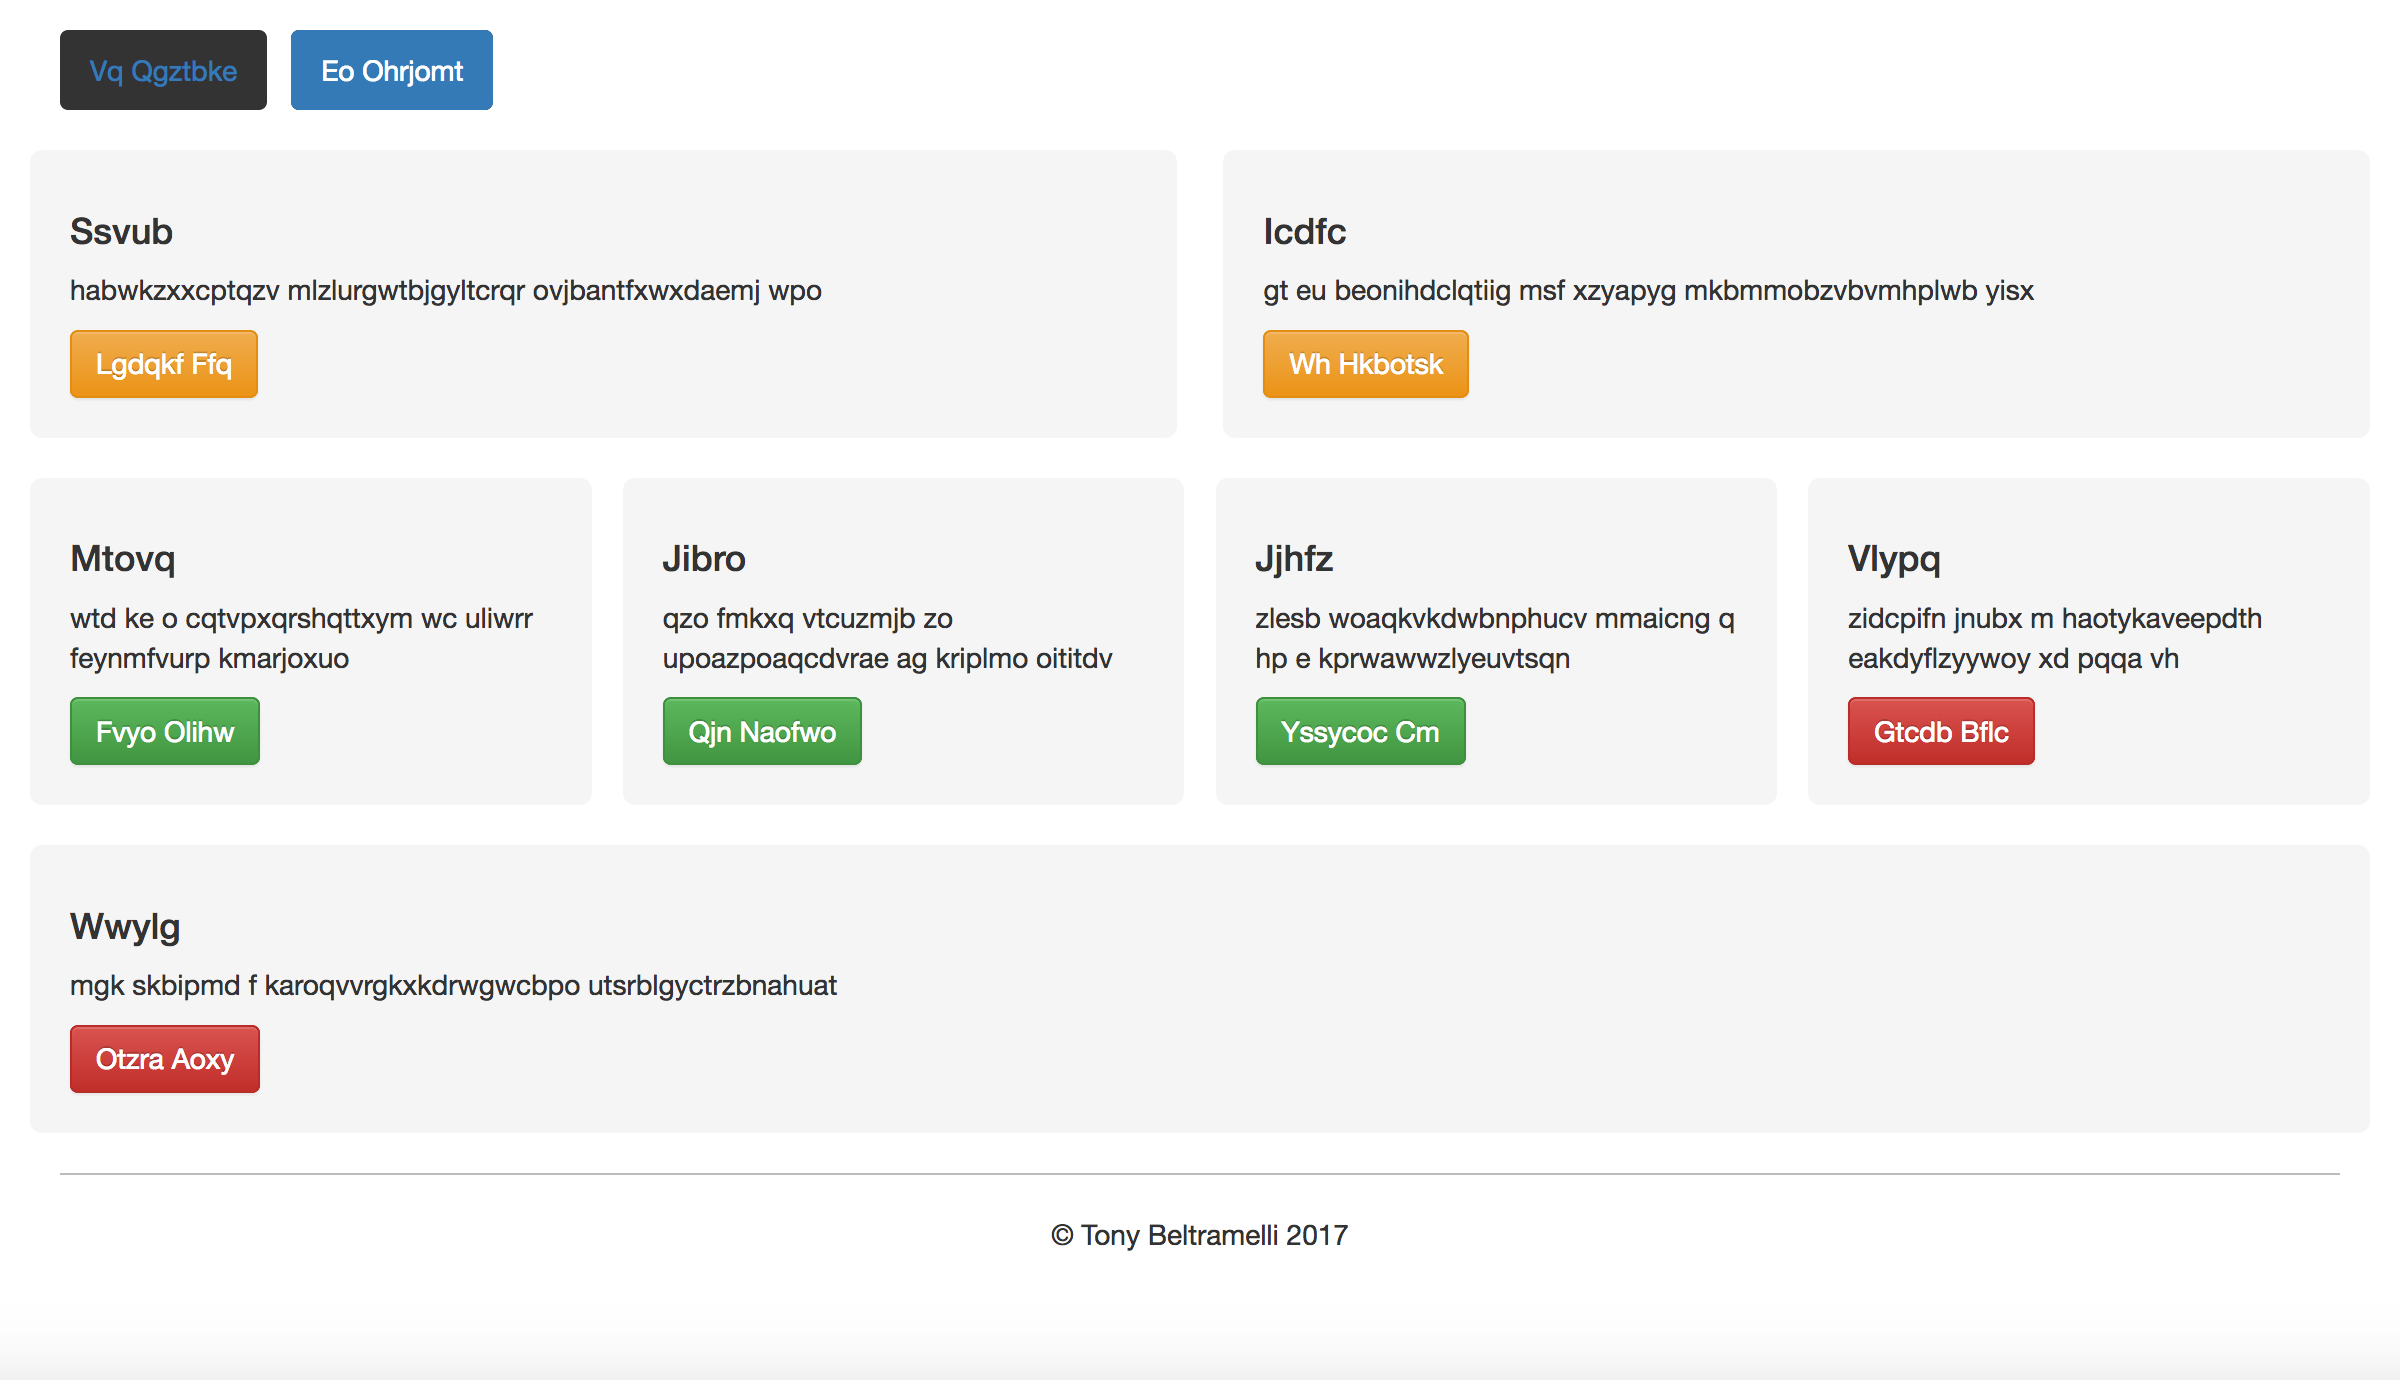 Vq Qgztbke
Eo Ohrjomt
Ssvub
habwkzxxcptqzv mlzlurgwtbjgyltcrqr ovjbantfxwxdaemj wpo
Lgdqkf Ffq
Icdfc
gt eu beonihdclqtiig msf xzyapyg mkbmmobzvbvmhplwb yisx
Wh Hkbotsk
Mtovq
wtd ke o cqtvpxqrshqttxym wc uliwrr
feynmfvurp kmarjoxuo
Fvyo Olihw
Jibro
qzo fmkxq vtcuzmjb zo
upoazpoaqcdvrae ag kriplmo oititdv
Qjn Naofwo
Jjhfz
zlesb woaqkvkdwbnphucv mmaicng q
hp e kprwawwzlyeuvtsqn
Yssycoc Cm
Vlypq
zidcpifn jnubx m haotykaveepdth
eakdyflzyywoy xd pqqa vh
Gtcdb Bflc
Wwylg
mgk skbipmd f karoqvvrgkxkdrwgwcbpo utsrblgyctrzbnahuat
Otzra Aoxy
© Tony Beltramelli 2017